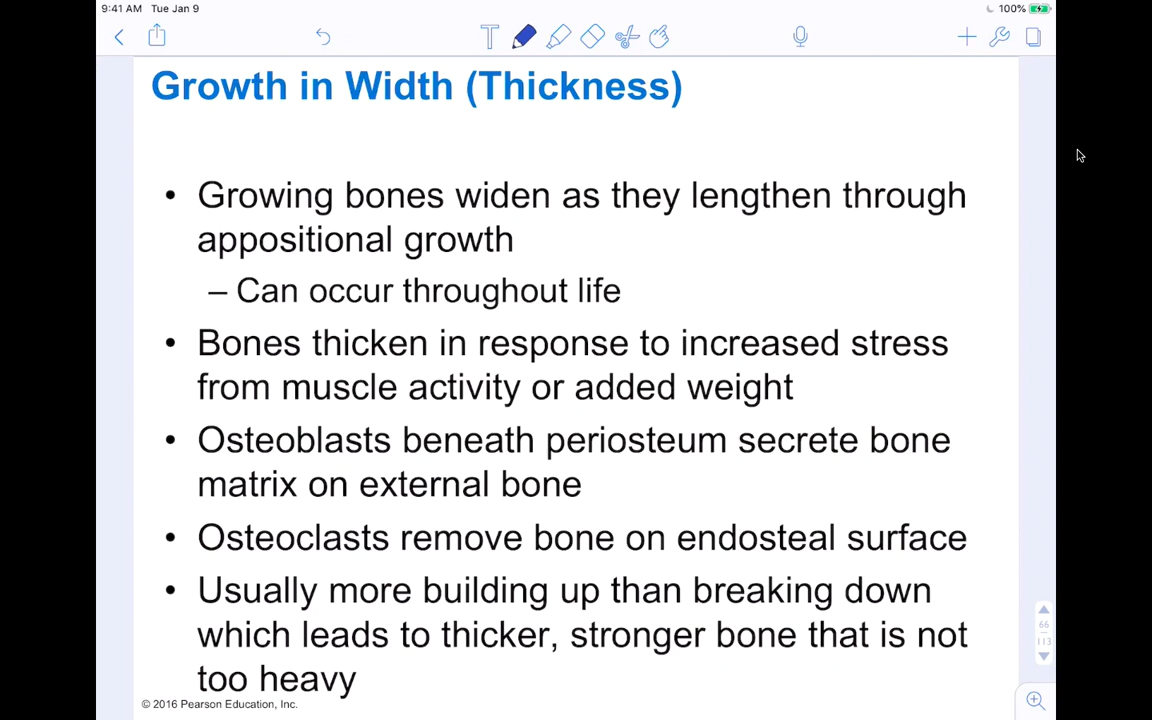 9:41 AM Tue Jan 9
100%
T
Growth in Width (Thickness)
• Growing bones widen as they lengthen through
appositional growth
– Can occur throughout life
• Bones thicken in response to increased stress
from muscle activity or added weight
• Osteoblasts beneath periosteum secrete bone
matrix on external bone
• Osteoclasts remove bone on endosteal surface
• Usually more building up than breaking down
which leads to thicker, stronger bone that is not
too heavy
66
113
© 2016 Pearson Education, Inc.